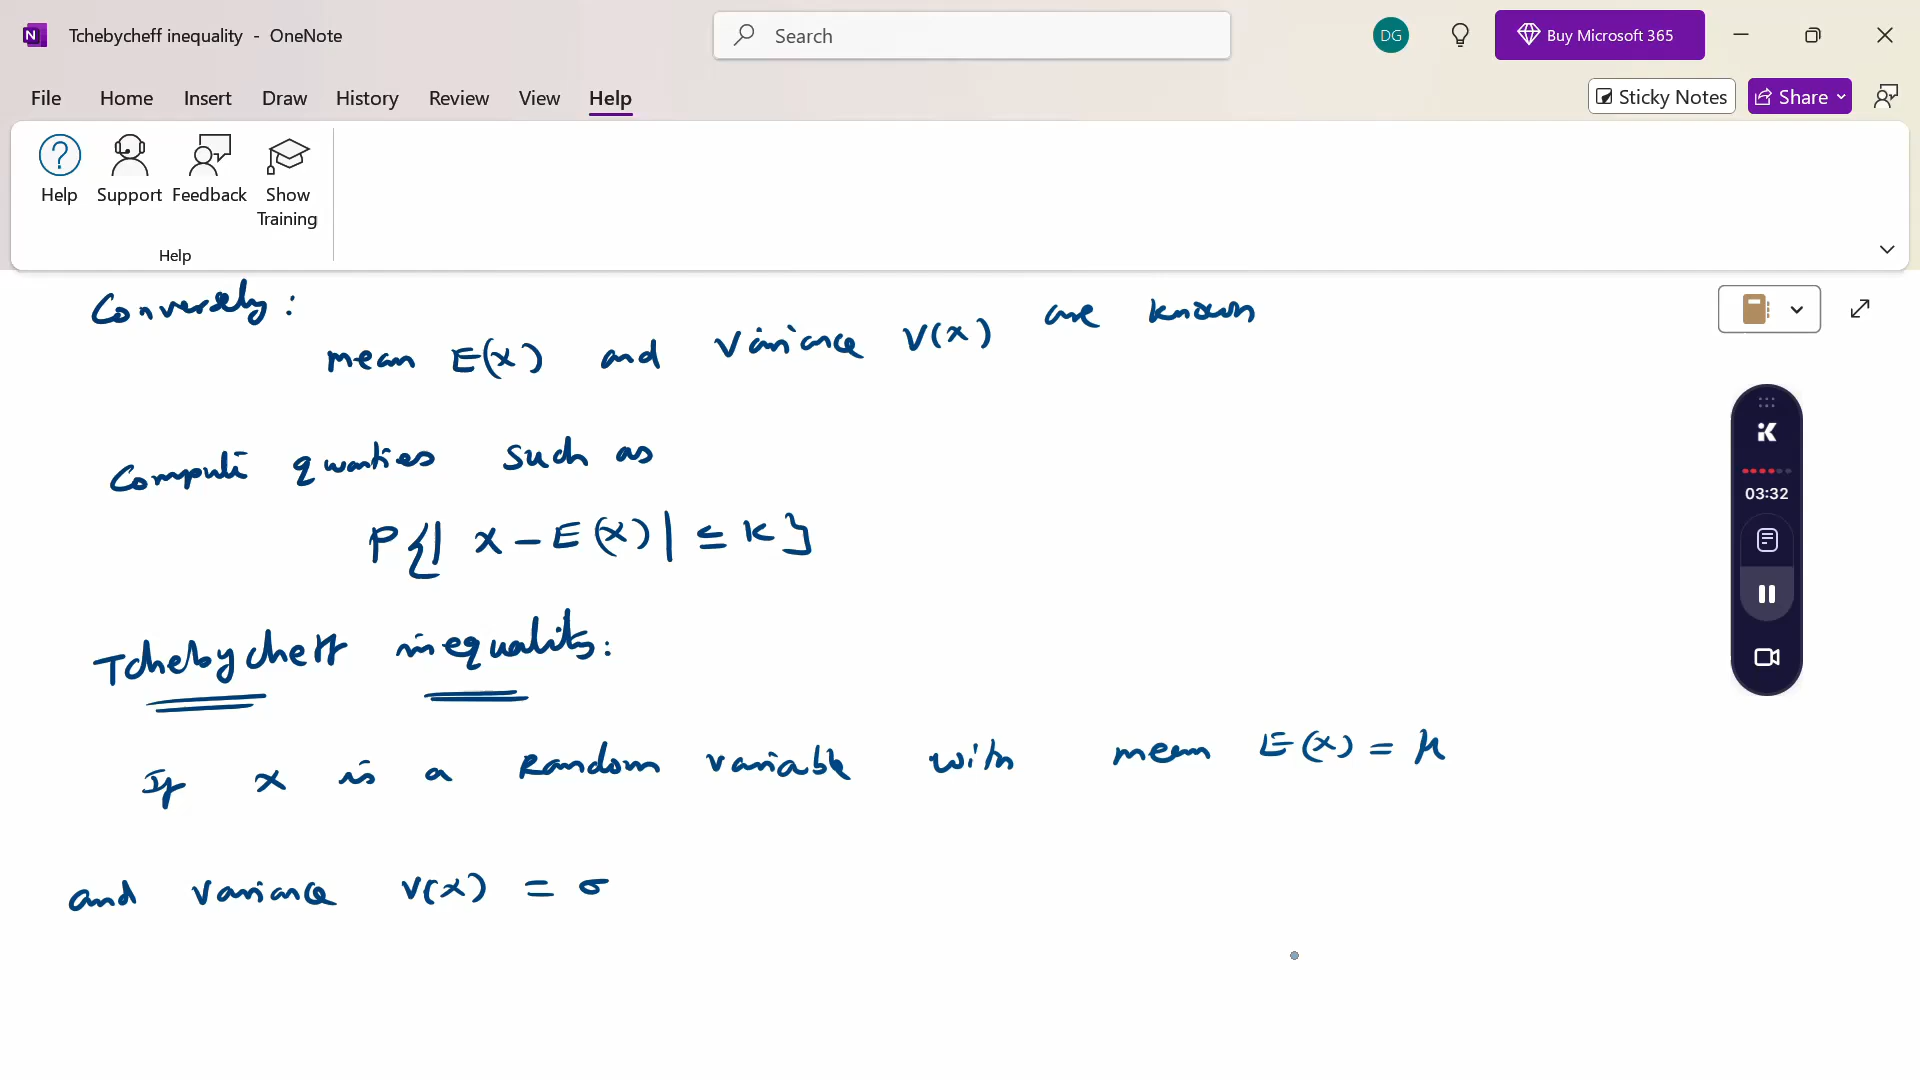 Tchebycheff inequality - OneNote
Search
DG
Buy Microsoft 365
File Home Insert Draw History Review View Help
Sticky Notes
Share
Help Support Feedback Show Training
Help
Conversely:
mean E(x) and variance V(x) are known
Compute quanties such as
P{| x - E(x) | ≤ K}
03:32
Tchebycheff inequality:
If x is a Random variable with mean E(x) = μ
and variance V(x) = σ